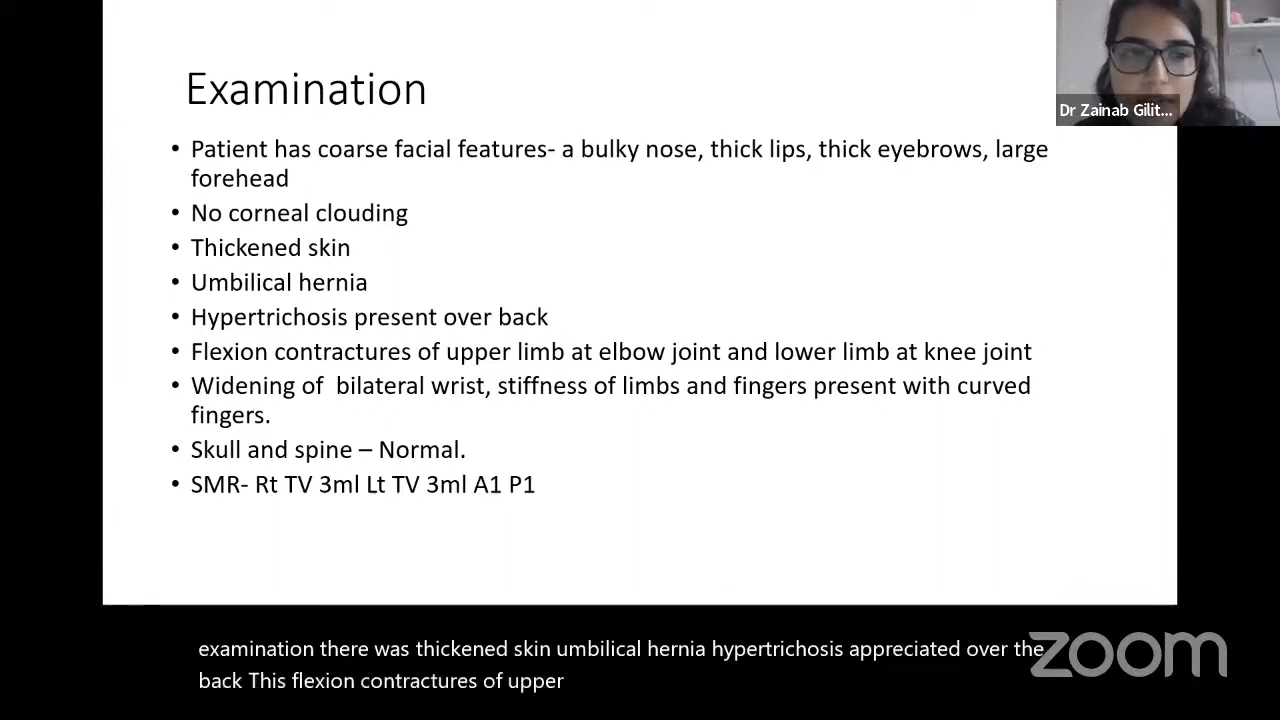 Examination
Dr Zainab Gilit...
• Patient has coarse facial features- a bulky nose, thick lips, thick eyebrows, large
forehead
• No corneal clouding
• Thickened skin
• Umbilical hernia
• Hypertrichosis present over back
• Flexion contractures of upper limb at elbow joint and lower limb at knee joint
• Widening of  bilateral wrist, stiffness of limbs and fingers present with curved
fingers.
• Skull and spine – Normal.
• SMR- Rt TV 3ml Lt TV 3ml A1 P1
examination there was thickened skin umbilical hernia hypertrichosis appreciated over the
back This flexion contractures of upper
zoom